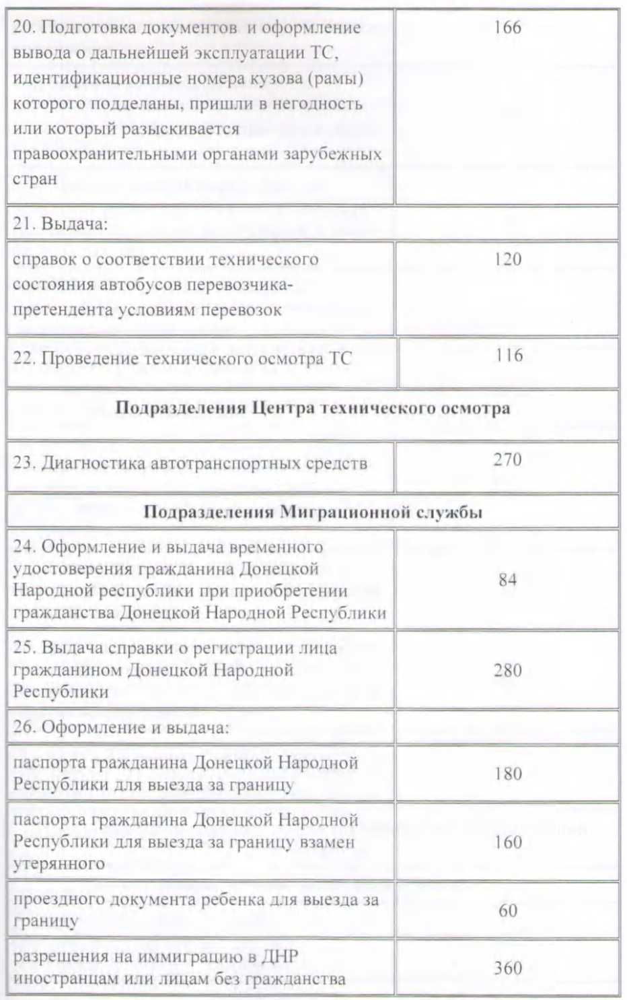 20. Подготовка документов и оформление
вывода о дальнейшей эксплуатации ТС,
идентификационные номера кузова (рамы)
которого подделаны, пришли в негодность
или который разыскивается
правоохранительными органами зарубежных
стран
166
21. Выдача:
справок о соответствии технического
состояния автобусов перевозчика-
претендента условиям перевозок
120
22. Проведение технического осмотра ТС
116
Подразделения Центра технического осмотра
23. Диагностика автотранспортных средств
270
Подразделения Миграционной службы
24. Оформление и выдача временного
удостоверения гражданина Донецкой
Народной республики при приобретении
гражданства Донецкой Народной Республики
84
25. Выдача справки о регистрации лица
гражданином Донецкой Народной
Республики
280
26. Оформление и выдача:
паспорта гражданина Донецкой Народной
Республики для выезда за границу
180
паспорта гражданина Донецкой Народной
Республики для выезда за границу взамен
утерянного
160
проездного документа ребенка для выезда за
границу
60
разрешения на иммиграцию в ДНР
иностранцам или лицам без гражданства
360